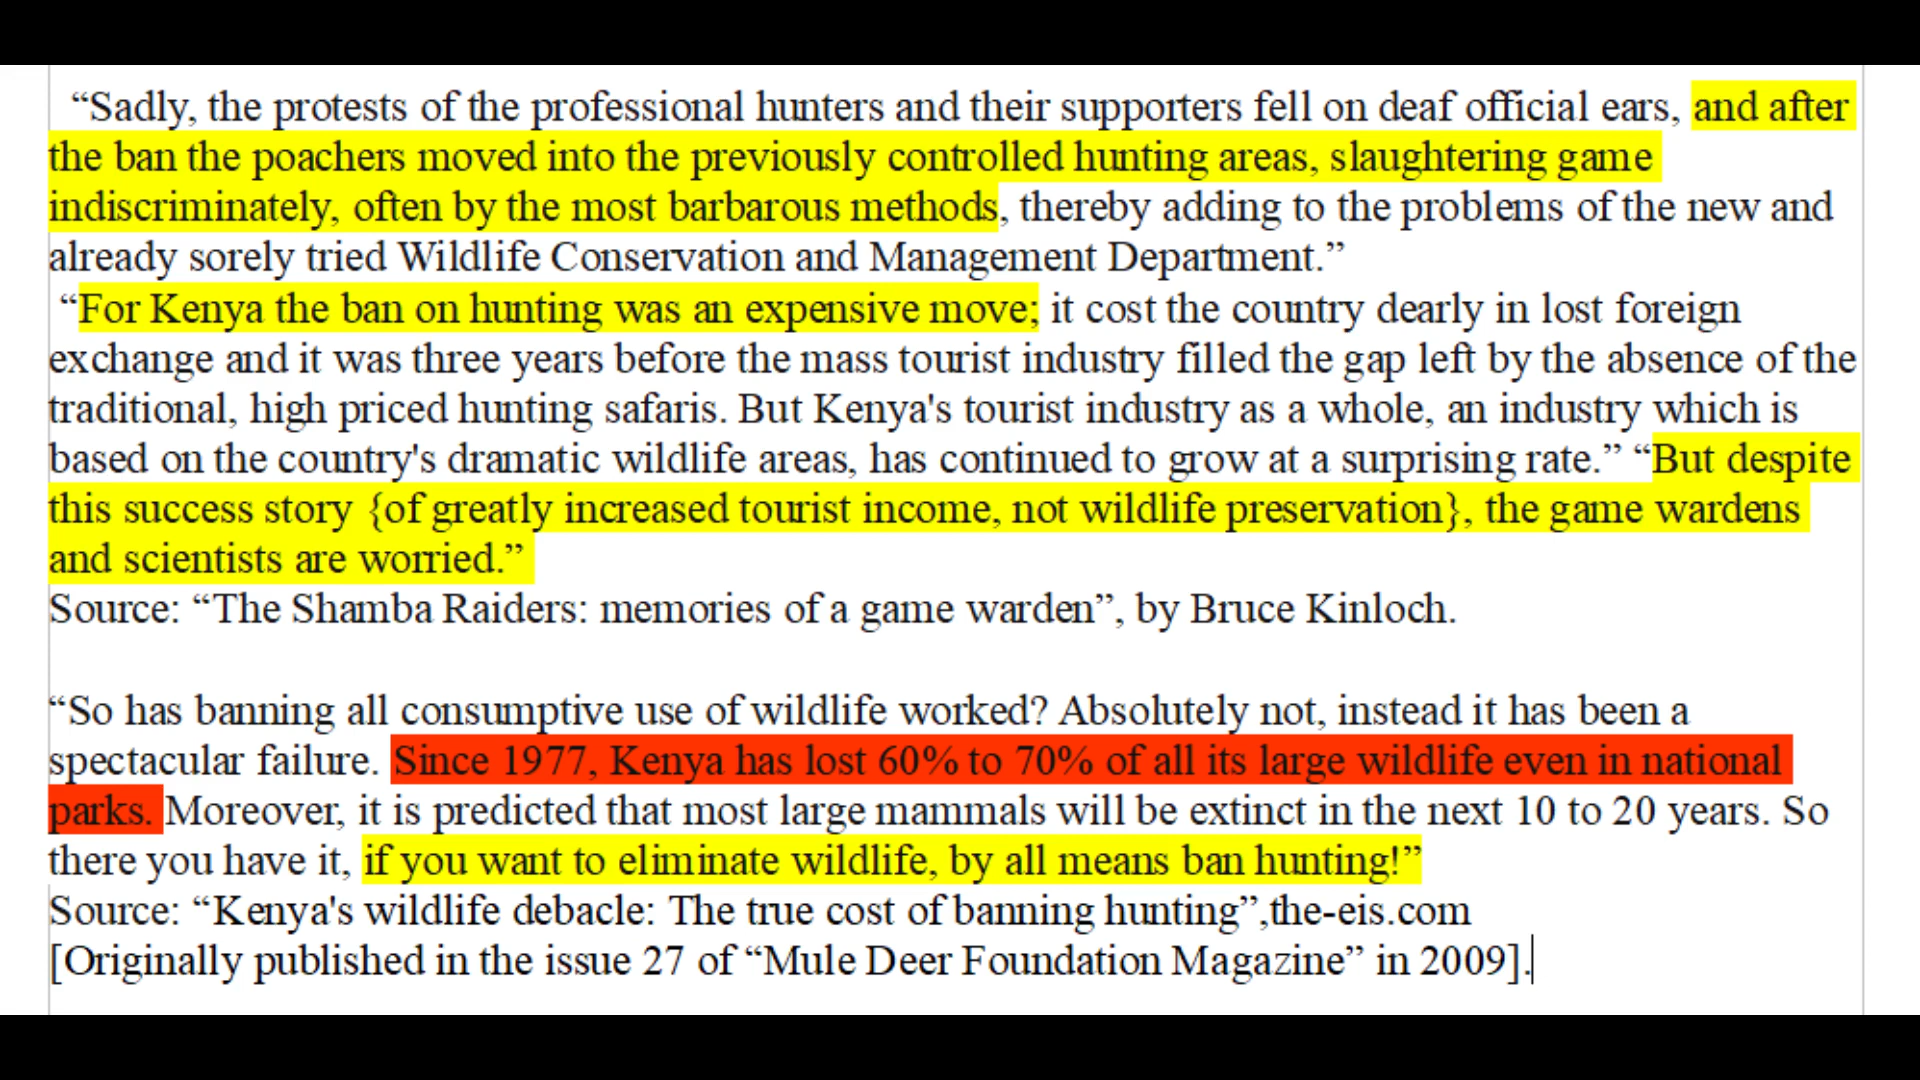 “Sadly, the protests of the professional hunters and their supporters fell on deaf official ears, and after
the ban the poachers moved into the previously controlled hunting areas, slaughtering game
indiscriminately, often by the most barbarous methods, thereby adding to the problems of the new and
already sorely tried Wildlife Conservation and Management Department.”
“For Kenya the ban on hunting was an expensive move; it cost the country dearly in lost foreign
exchange and it was three years before the mass tourist industry filled the gap left by the absence of the
traditional, high priced hunting safaris. But Kenya's tourist industry as a whole, an industry which is
based on the country's dramatic wildlife areas, has continued to grow at a surprising rate.” “But despite
this success story {of greatly increased tourist income, not wildlife preservation}, the game wardens
and scientists are worried.”
Source: “The Shamba Raiders: memories of a game warden”, by Bruce Kinloch.
“So has banning all consumptive use of wildlife worked? Absolutely not, instead it has been a
spectacular failure. Since 1977, Kenya has lost 60% to 70% of all its large wildlife even in national
parks. Moreover, it is predicted that most large mammals will be extinct in the next 10 to 20 years. So
there you have it, if you want to eliminate wildlife, by all means ban hunting!”
Source: “Kenya's wildlife debacle: The true cost of banning hunting”,the-eis.com
[Originally published in the issue 27 of “Mule Deer Foundation Magazine” in 2009].